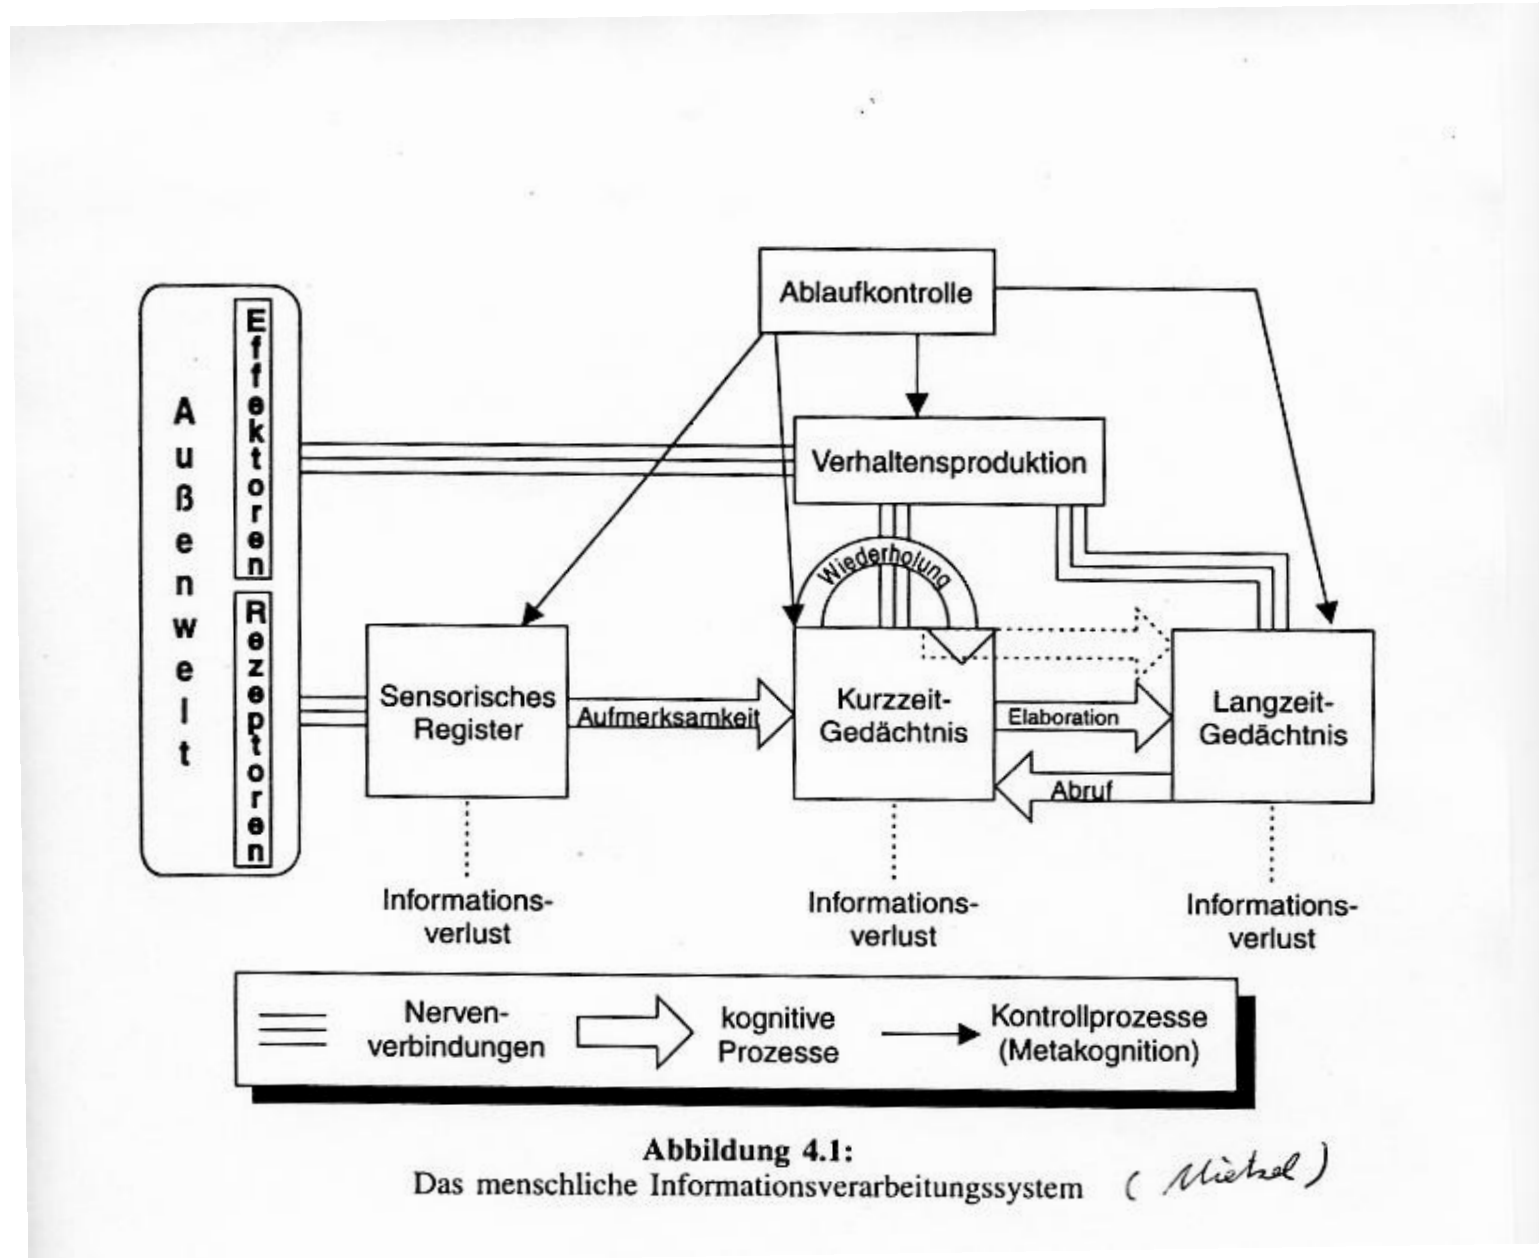 Ablaufkontrolle
Außenwelt
Effektoren
Rezeptoren
Verhaltensproduktion
Wiederholung
Sensorisches
Register
Aufmerksamkeit
Kurzzeit-
Gedächtnis
Elaboration
Abruf
Langzeit-
Gedächtnis
Informations-
verlust
Informations-
verlust
Informations-
verlust
Nerven-
verbindungen
kognitive
Prozesse
Kontrollprozesse
(Metakognition)
Abbildung 4.1:
Das menschliche Informationsverarbeitungssystem (Mietzel)